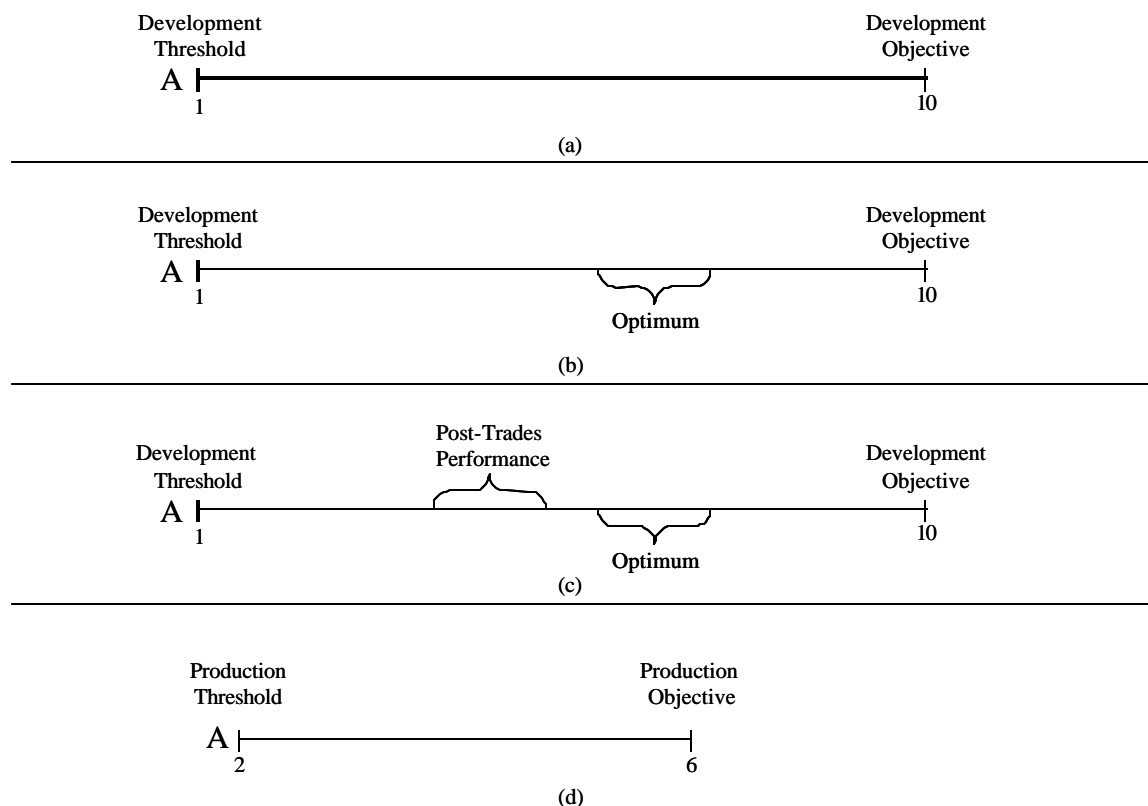 Development
Threshold
Development
Objective
A
1
10
(a)
Development
Threshold
Development
Objective
A
1
10
Optimum
(b)
Post-Trades
Performance
Development
Threshold
Development
Objective
A
1
10
Optimum
(c)
Production
Threshold
Production
Objective
A
2
6
(d)